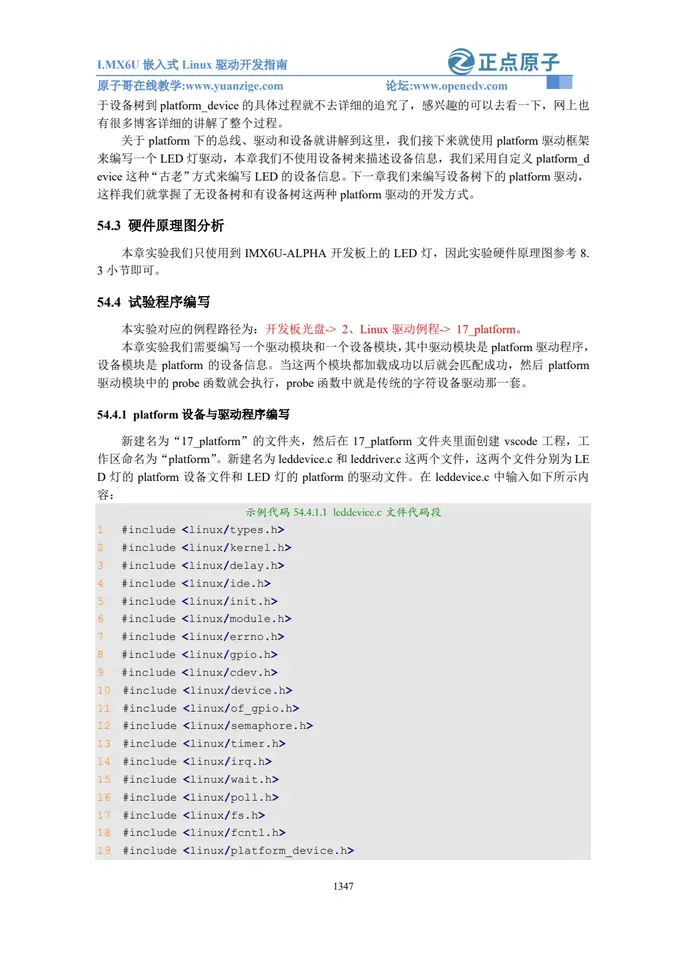 I.MX6U 嵌入式 Linux 驱动开发指南
正点原子
原子哥在线教学:www.yuanzige.com 论坛:www.openedv.com
于设备树到 platform_device 的具体过程就不去详细的追究了，感兴趣的可以去看一下，网上也
有很多博客详细的讲解了整个过程。
关于 platform 下的总线、驱动和设备就讲解到这里，我们接下来就使用 platform 驱动框架
来编写一个 LED 灯驱动，本章我们不使用设备树来描述设备信息，我们采用自定义 platform_d
evice 这种“古老”方式来编写 LED 的设备信息。下一章我们来编写设备树下的 platform 驱动，
这样我们就掌握了无设备树和有设备树这两种 platform 驱动的开发方式。
54.3 硬件原理图分析
本章实验我们只使用到 IMX6U-ALPHA 开发板上的 LED 灯，因此实验硬件原理图参考 8.
3 小节即可。
54.4 试验程序编写
本实验对应的例程路径为：开发板光盘-> 2、Linux 驱动例程-> 17_platform。
本章实验我们需要编写一个驱动模块和一个设备模块，其中驱动模块是 platform 驱动程序，
设备模块是 platform 的设备信息。当这两个模块都加载成功以后就会匹配成功，然后 platform
驱动模块中的 probe 函数就会执行，probe 函数中就是传统的字符设备驱动那一套。
54.4.1 platform 设备与驱动程序编写
新建名为“17_platform”的文件夹，然后在 17_platform 文件夹里面创建 vscode 工程，工
作区命名为“platform”。新建名为 leddevice.c 和 leddriver.c 这两个文件，这两个文件分别为 LE
D 灯的 platform 设备文件和 LED 灯的 platform 的驱动文件。在 leddevice.c 中输入如下所示内
容：
示例代码 54.4.1.1 leddevice.c 文件代码段
1 #include <linux/types.h>
2 #include <linux/kernel.h>
3 #include <linux/delay.h>
4 #include <linux/ide.h>
5 #include <linux/init.h>
6 #include <linux/module.h>
7 #include <linux/errno.h>
8 #include <linux/gpio.h>
9 #include <linux/cdev.h>
10 #include <linux/device.h>
11 #include <linux/of_gpio.h>
12 #include <linux/semaphore.h>
13 #include <linux/timer.h>
14 #include <linux/irq.h>
15 #include <linux/wait.h>
16 #include <linux/poll.h>
17 #include <linux/fs.h>
18 #include <linux/fcntl.h>
19 #include <linux/platform_device.h>
1347